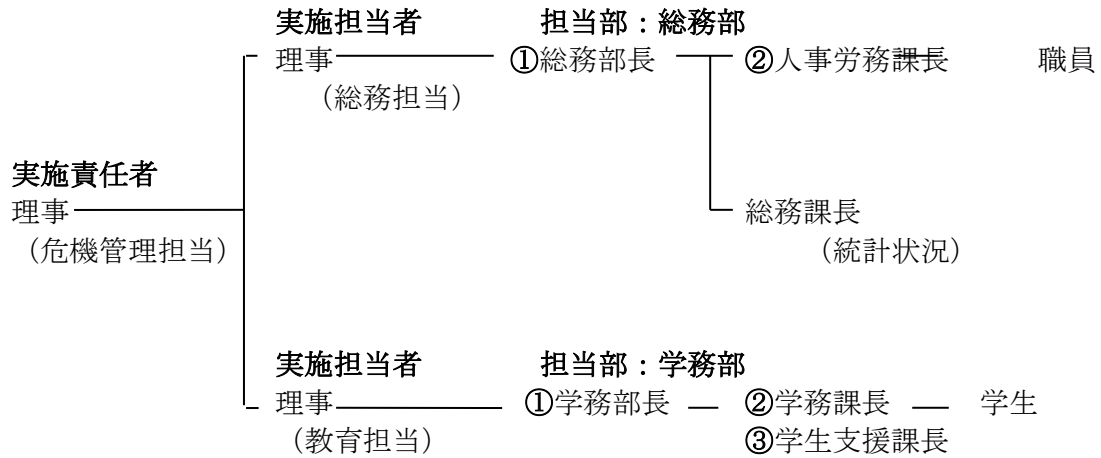 実施担当者 担当部：総務部
理事 ①総務部長 ②人事労務課長 職員
（総務担当）
実施責任者
理事 総務課長
（危機管理担当） （統計状況）
実施担当者 担当部：学務部
理事 ①学務部長 ②学務課長 学生
（教育担当） ③学生支援課長